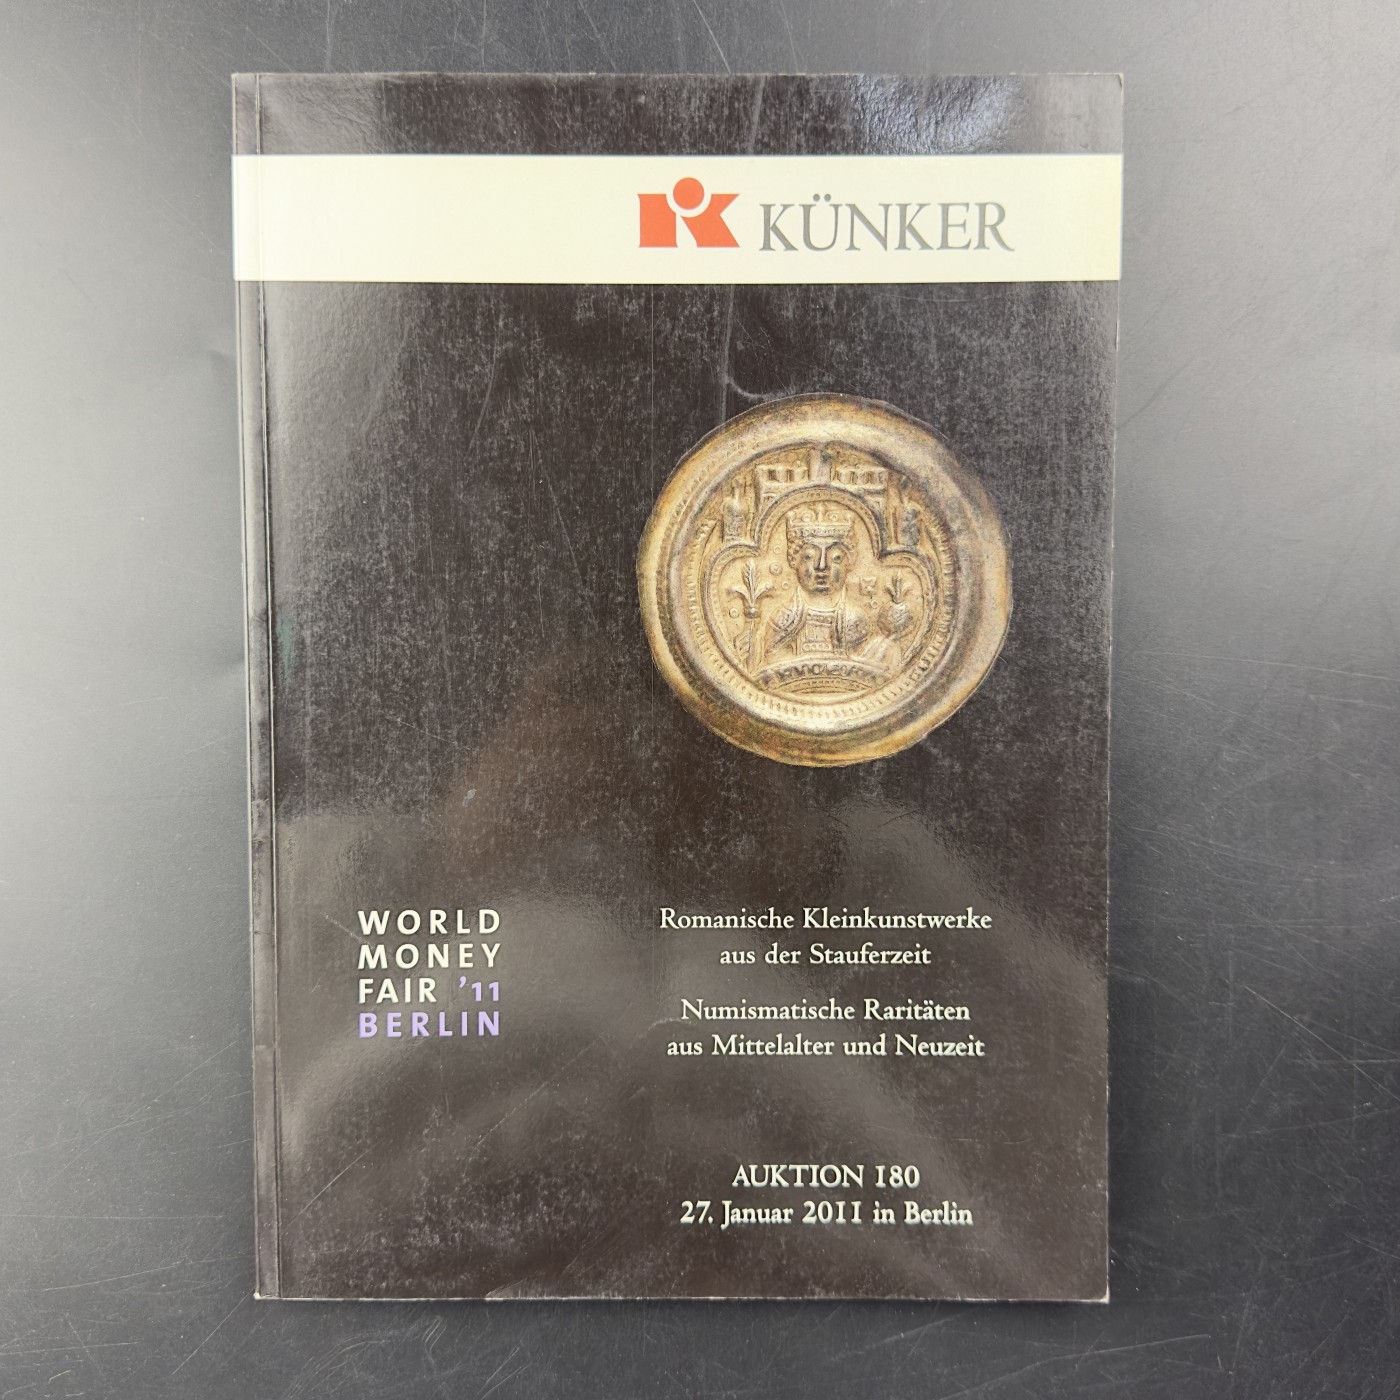 KÜNKER
WORLD
MONEY
FAIR '11
BERLIN
Romanische Kleinkunstwerke
aus der Stauferzeit
Numismatische Raritäten
aus Mittelalter und Neuzeit
AUKTION 180
27. Januar 2011 in Berlin